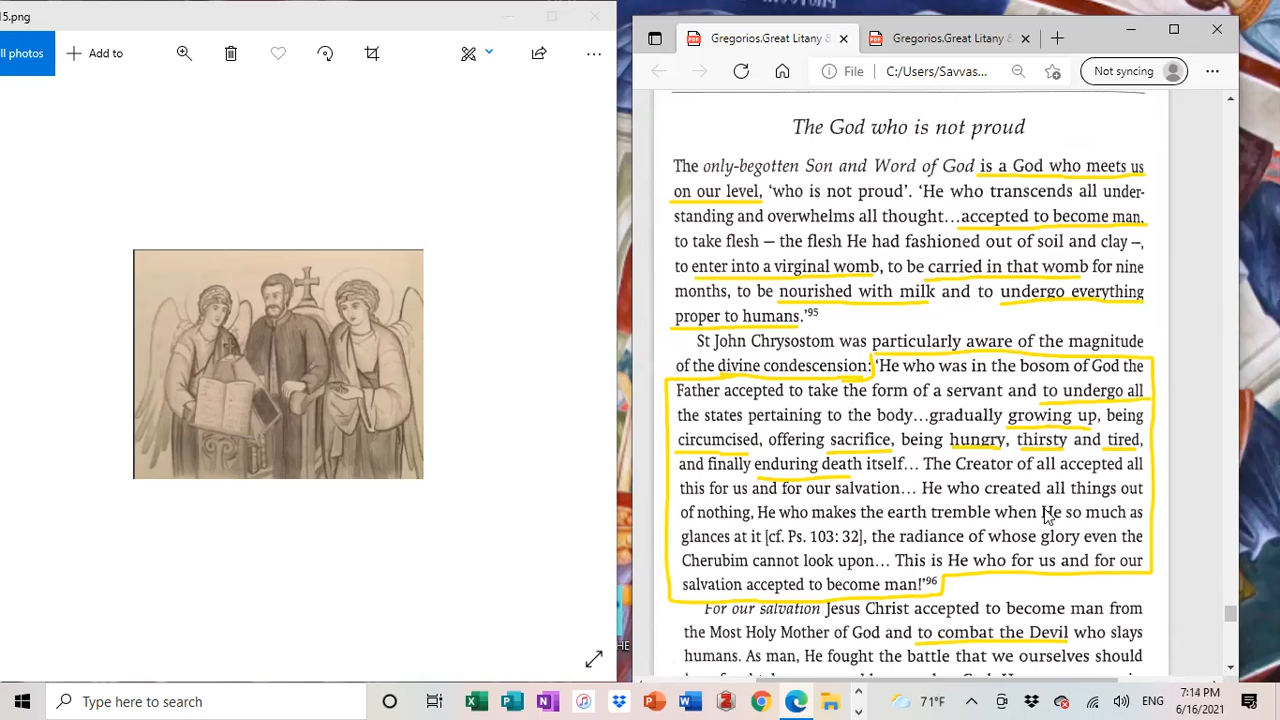 5.png
ll photos
Add to
Gregorios.Great Litany &
Gregorios.Great Litany &
File
C:/Users/Savvas...
Not syncing
The God who is not proud
The only-begotten Son and Word of God is a God who meets us
on our level, ‘who is not proud’. ‘He who transcends all under-
standing and overwhelms all thought…accepted to become man,
to take flesh – the flesh He had fashioned out of soil and clay –,
to enter into a virginal womb, to be carried in that womb for nine
months, to be nourished with milk and to undergo everything
proper to humans.’95
St John Chrysostom was particularly aware of the magnitude
of the divine condescension: ‘He who was in the bosom of God the
Father accepted to take the form of a servant and to undergo all
the states pertaining to the body…gradually growing up, being
circumcised, offering sacrifice, being hungry, thirsty and tired,
and finally enduring death itself… The Creator of all accepted all
this for us and for our salvation… He who created all things out
of nothing, He who makes the earth tremble when He so much as
glances at it [cf. Ps. 103: 32], the radiance of whose glory even the
Cherubim cannot look upon… This is He who for us and for our
salvation accepted to become man!’96
For our salvation Jesus Christ accepted to become man from
the Most Holy Mother of God and to combat the Devil who slays
humans. As man, He fought the battle that we ourselves should
HE
Type here to search
71°F
ENG
7:14 PM
6/16/2021